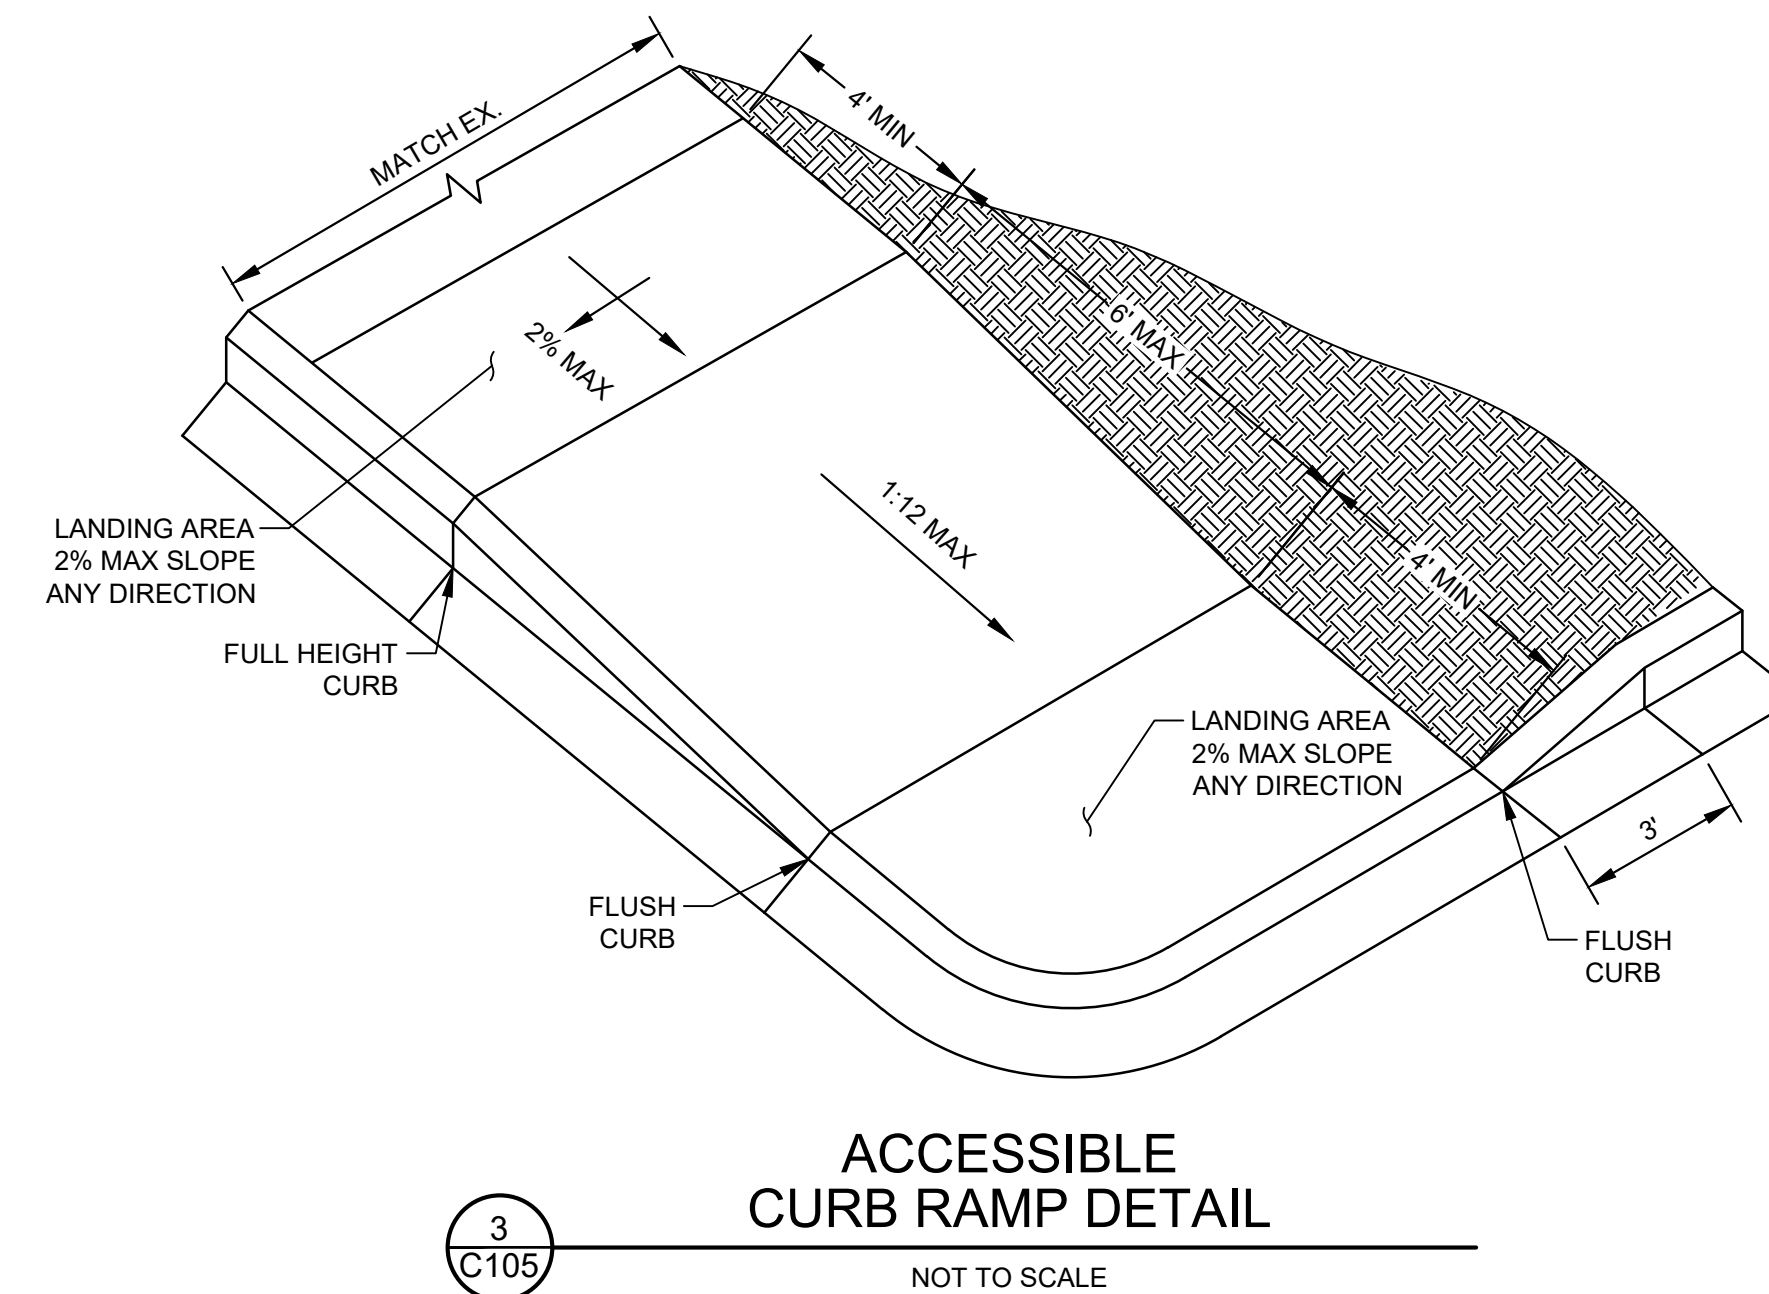 MATCH EX.
4' MIN
6' MAX
4' MIN
2% MAX
1:12 MAX
LANDING AREA
2% MAX SLOPE
ANY DIRECTION
FULL HEIGHT
CURB
LANDING AREA
2% MAX SLOPE
ANY DIRECTION
3'
FLUSH
CURB
FLUSH
CURB
ACCESSIBLE
CURB RAMP DETAIL
3
C105
NOT TO SCALE